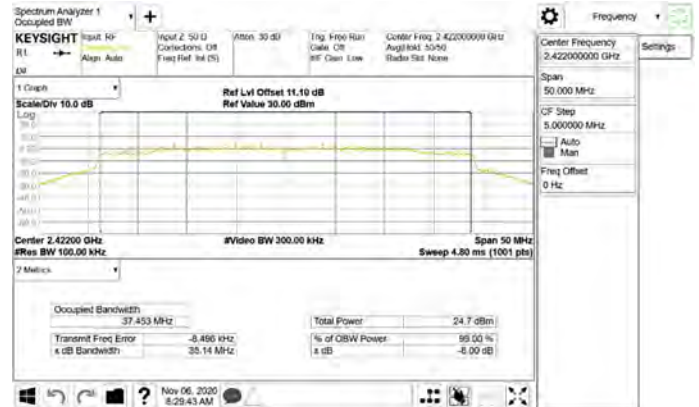 Spectrum Analyzer 1
Occupied BW
Frequency
KEYSIGHT Input: RF
Input Z: 50 Ω
Atten: 30 dB
Trig: Free Run
Center Freq: 2.422000000 GHz
Corrections: Off
Gate: Off
Avg|Hold: 50/50
Align: Auto
Freq Ref: Int (S)
#IF Gain: Low
Radio Std: None
Center Frequency
2.422000000 GHz
Settings
Span
50.000 MHz
CF Step
5.000000 MHz
Auto
Man
Freq Offset
0 Hz
1 Graph
Ref Lvl Offset 11.10 dB
Scale/Div 10.0 dB
Ref Value 30.00 dBm
Log
Center 2.42200 GHz
#Video BW 300.00 kHz
Span 50 MHz
#Res BW 100.00 kHz
Sweep 4.80 ms (1001 pts)
2 Metrics
Occupied Bandwidth
37.453 MHz
Total Power
24.7 dBm
Transmit Freq Error
% of OBW Power
99.00 %
x dB Bandwidth
35.14 MHz
x dB
-6.00 dB
Nov 06, 2020
8:29:43 AM